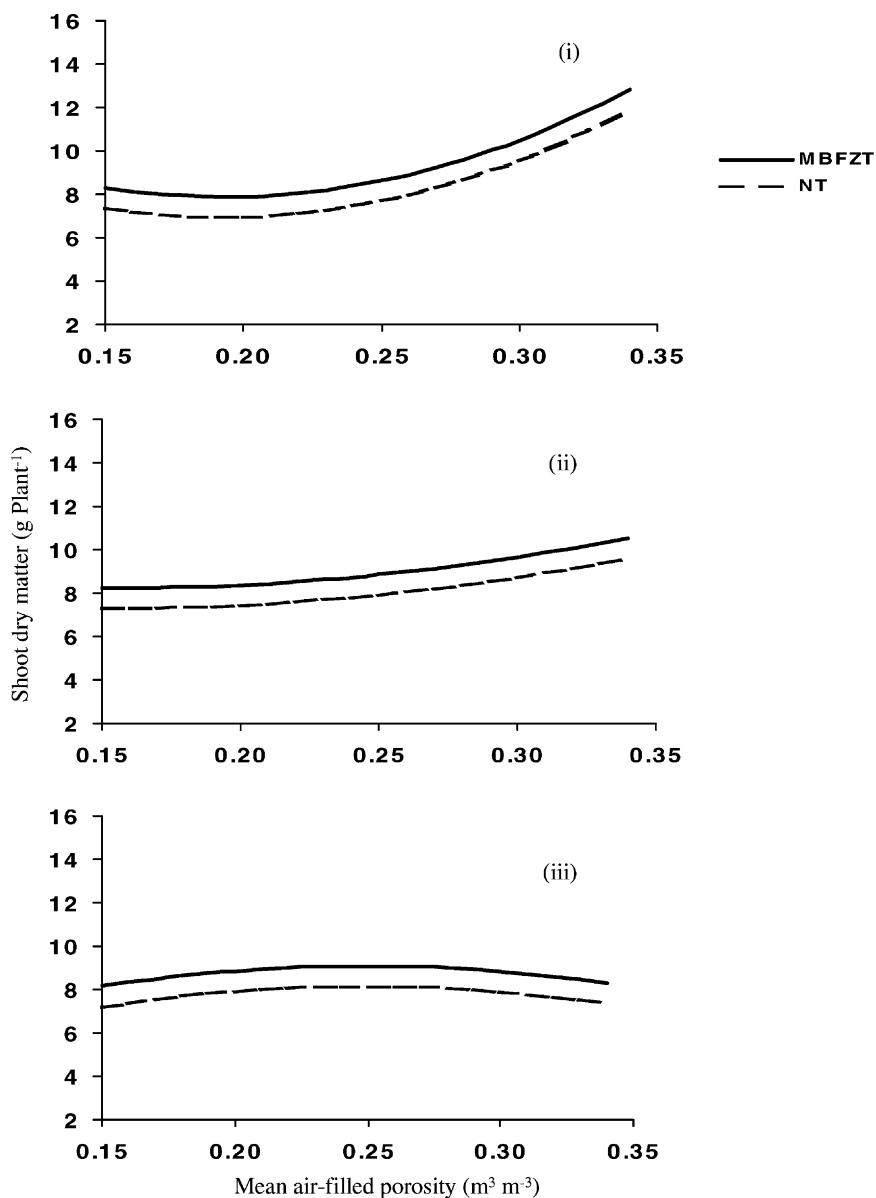 16
14
12
10
8
6
4
2
0.15 0.20 0.25 0.30 0.35
(i)
MBFZT
NT
16
14
12
10
8
6
4
2
0.15 0.20 0.25 0.30 0.35
(ii)
Shoot dry matter (g Plant⁻¹)
16
14
12
10
8
6
4
2
0.15 0.20 0.25 0.30 0.35
(iii)
Mean air-filled porosity (m³ m⁻³)